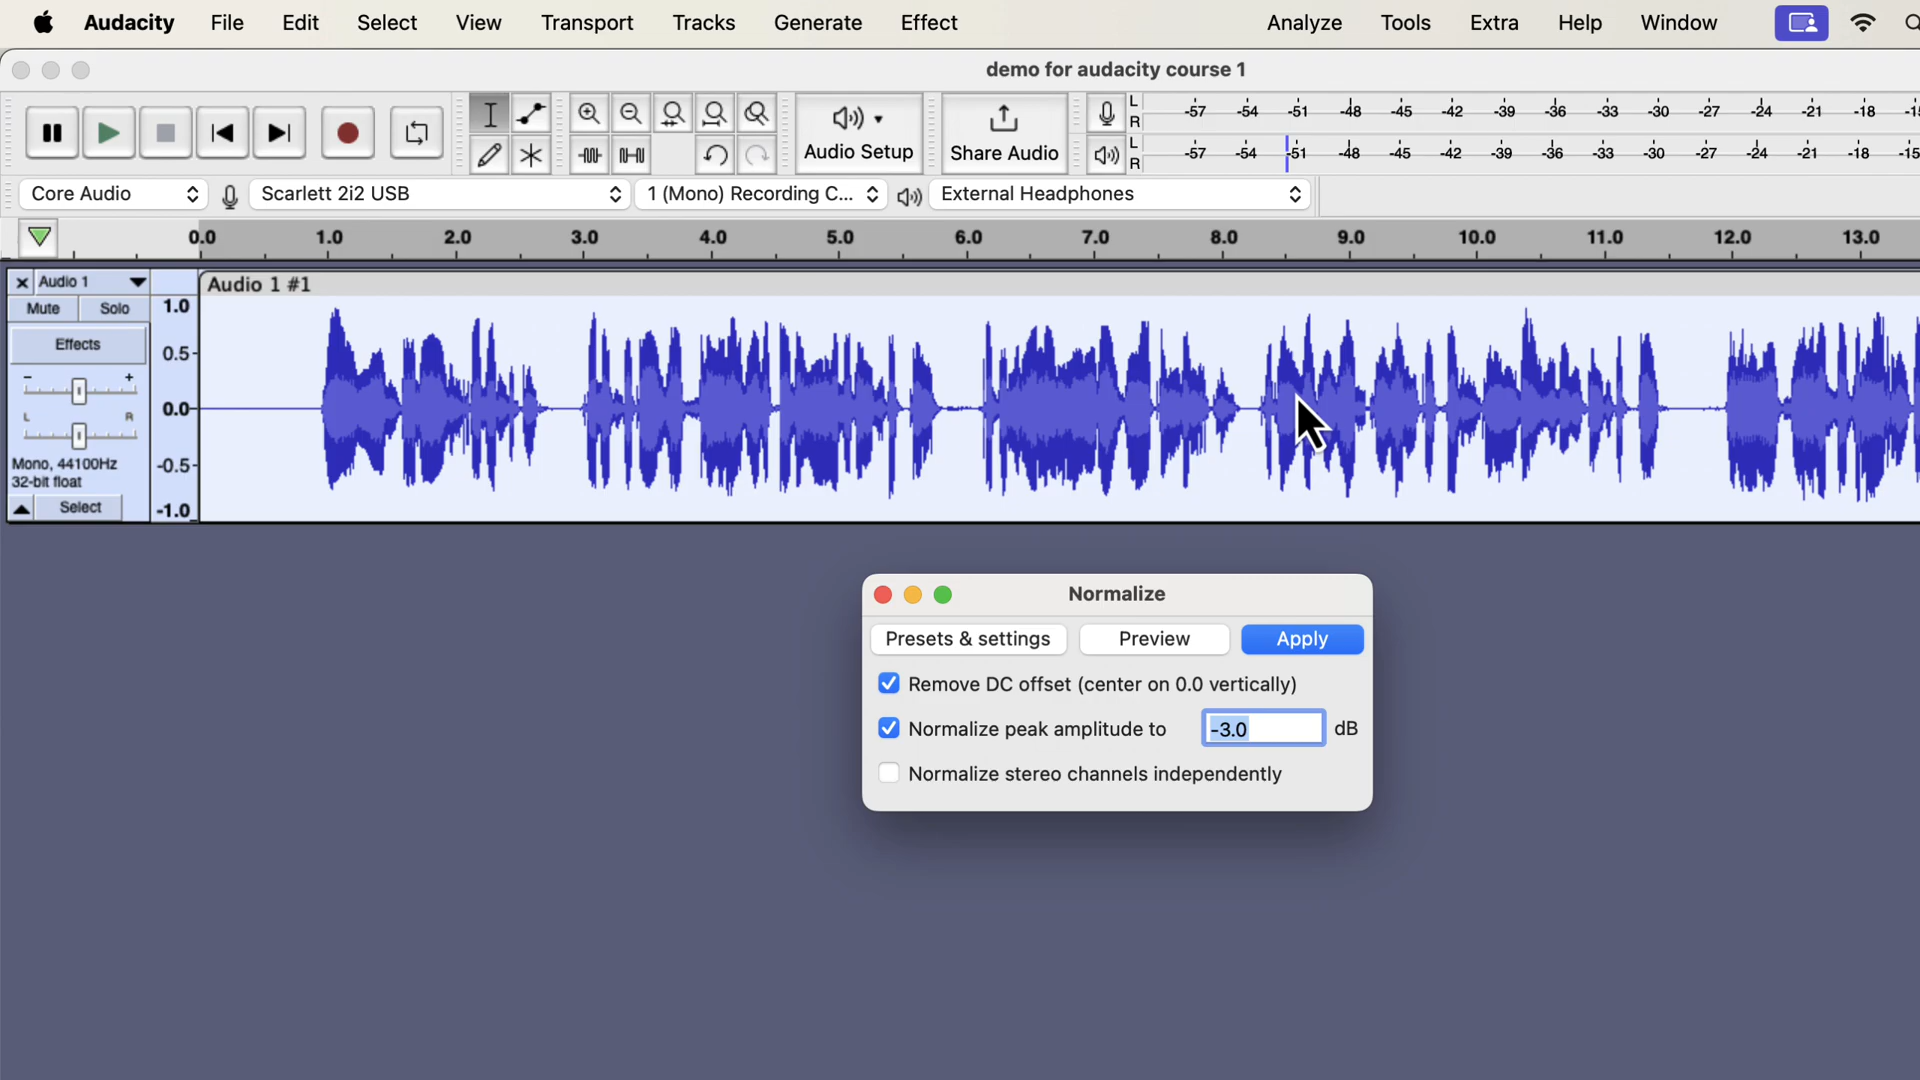 Audacity File Edit Select View Transport Tracks Generate Effect Analyze Tools Extra Help Window
demo for audacity course 1
L
R
-57 -54 -51 -48 -45 -42 -39 -36 -33 -30 -27 -24 -21 -18
Audio Setup
Share Audio
L
R
-57 -54 -51 -48 -45 -42 -39 -36 -33 -30 -27 -24 -21 -18 -15
Core Audio Scarlett 2i2 USB 1 (Mono) Recording C... External Headphones
0.0 1.0 2.0 3.0 4.0 5.0 6.0 7.0 8.0 9.0 10.0 11.0 12.0 13.0
Audio 1
Audio 1 #1
Mute Solo
1.0
Effects
0.5
- +
0.0
L R
Mono, 44100Hz
-0.5
32-bit float
Select
-1.0
Normalize
Presets & settings Preview Apply
Remove DC offset (center on 0.0 vertically)
Normalize peak amplitude to -3.0 dB
Normalize stereo channels independently